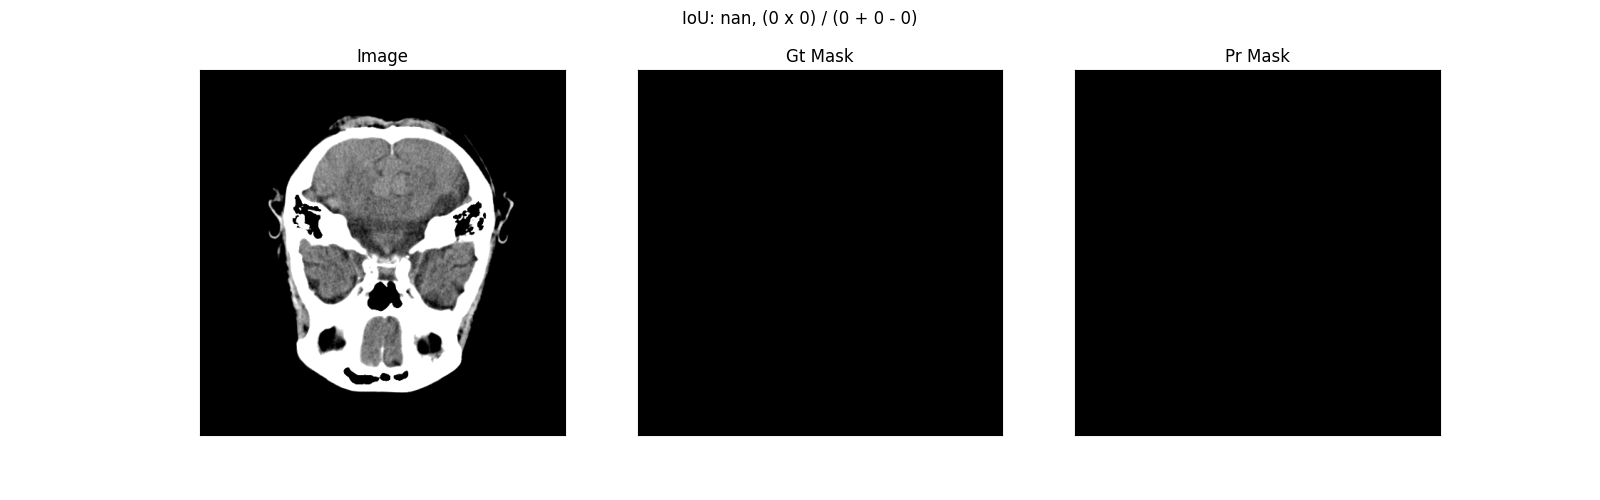 IoU: nan, (0 x 0) / (0 + 0 - 0)
Image
Gt Mask
Pr Mask